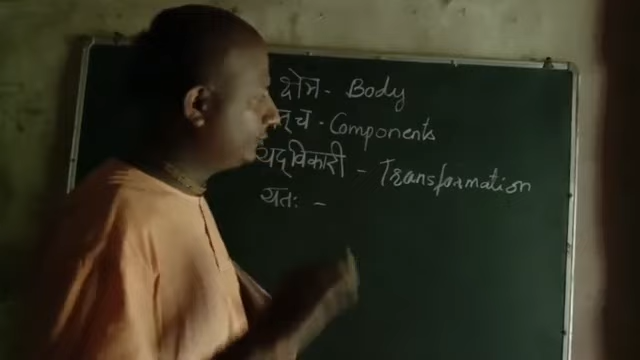 क्षेम - Body
च - Components
यद्विकारी - Transformation
यतः -